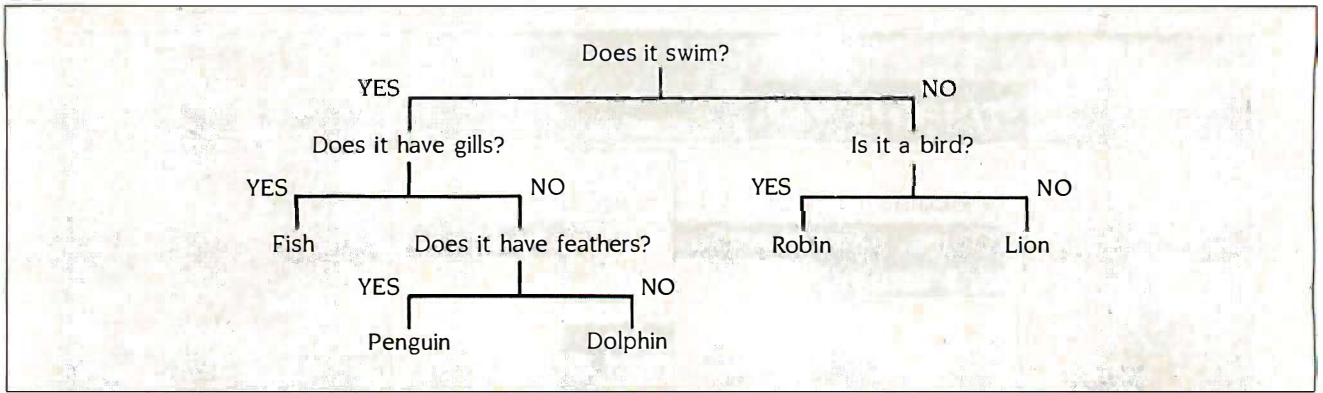 Does it swim?
YES NO
Does it have gills? Is it a bird?
YES NO YES NO
Fish Does it have feathers? Robin Lion
YES NO
Penguin Dolphin